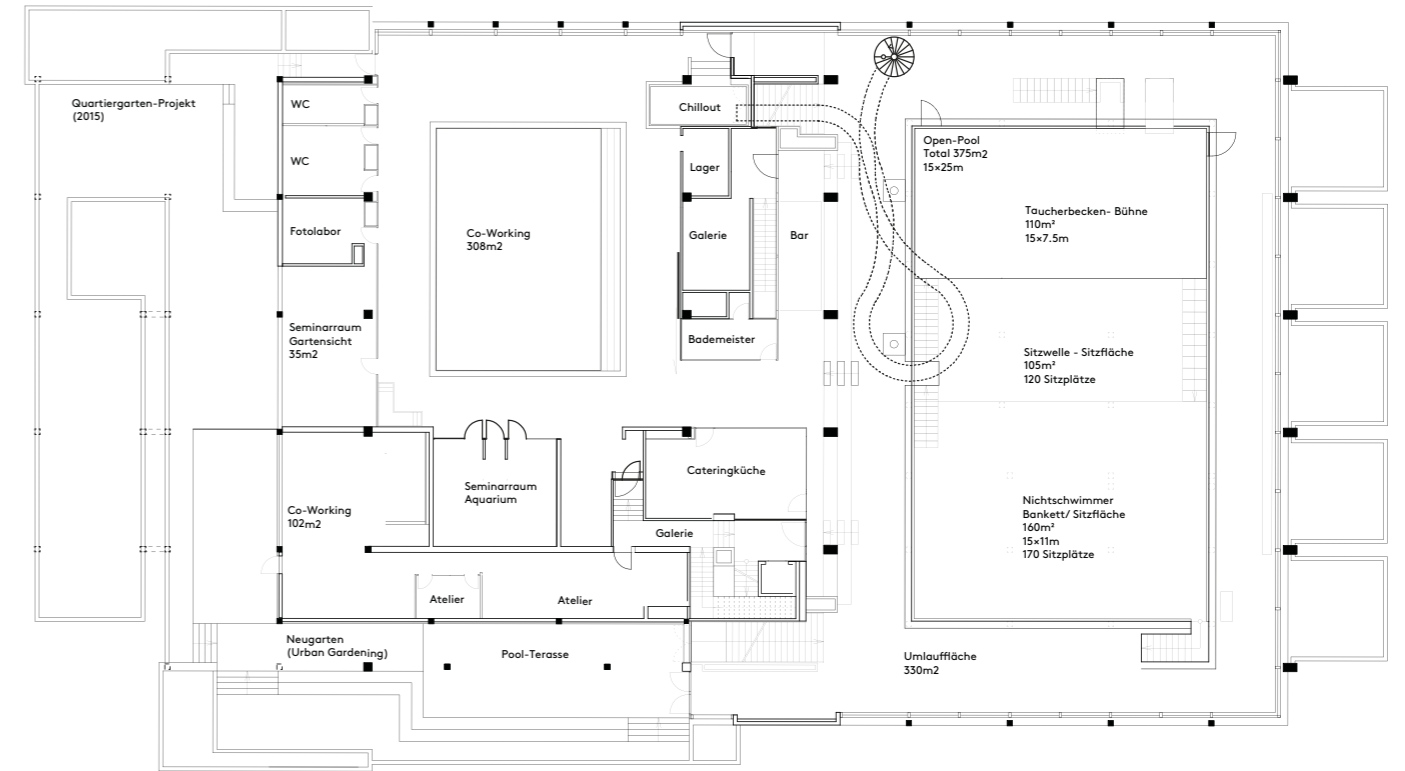 Quartiergarten-Projekt
(2015)
WC
WC
Fotolabor
Seminarraum
Gartensicht
35m2
Co-Working
308m2
Chillout
Lager
Galerie
Bar
Bademeister
Open-Pool
Total 375m2
15×25m
Taucherbecken- Bühne
110m²
15×7.5m
Sitzwelle - Sitzfläche
105m²
120 Sitzplätze
Nichtschwimmer
Bankett/ Sitzfläche
160m²
15×11m
170 Sitzplätze
Co-Working
102m2
Seminarraum
Aquarium
Cateringküche
Galerie
Atelier
Atelier
Neugarten
(Urban Gardening)
Pool-Terasse
Umlauffläche
330m2